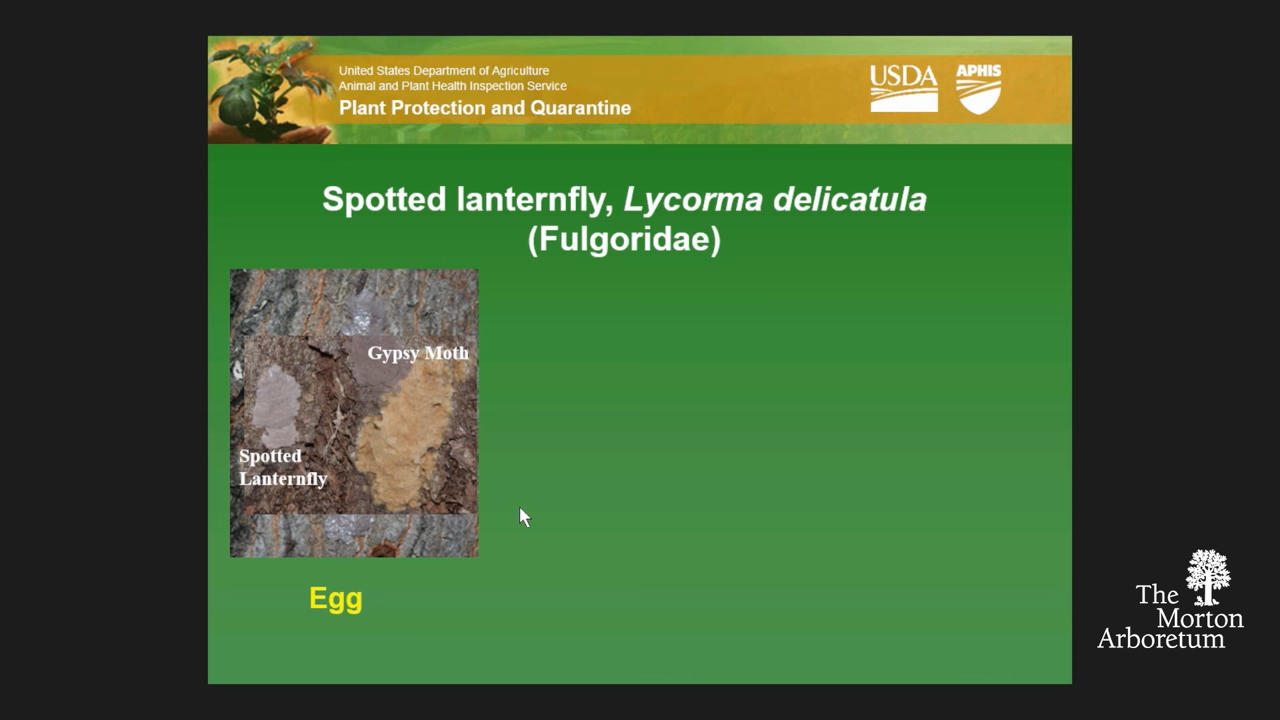 United States Department of Agriculture
Animal and Plant Health Inspection Service
Plant Protection and Quarantine
USDA
APHIS
Spotted lanternfly, Lycorma delicatula
(Fulgoridae)
Gypsy Moth
Spotted
Lanternfly
Egg
The
Morton
Arboretum